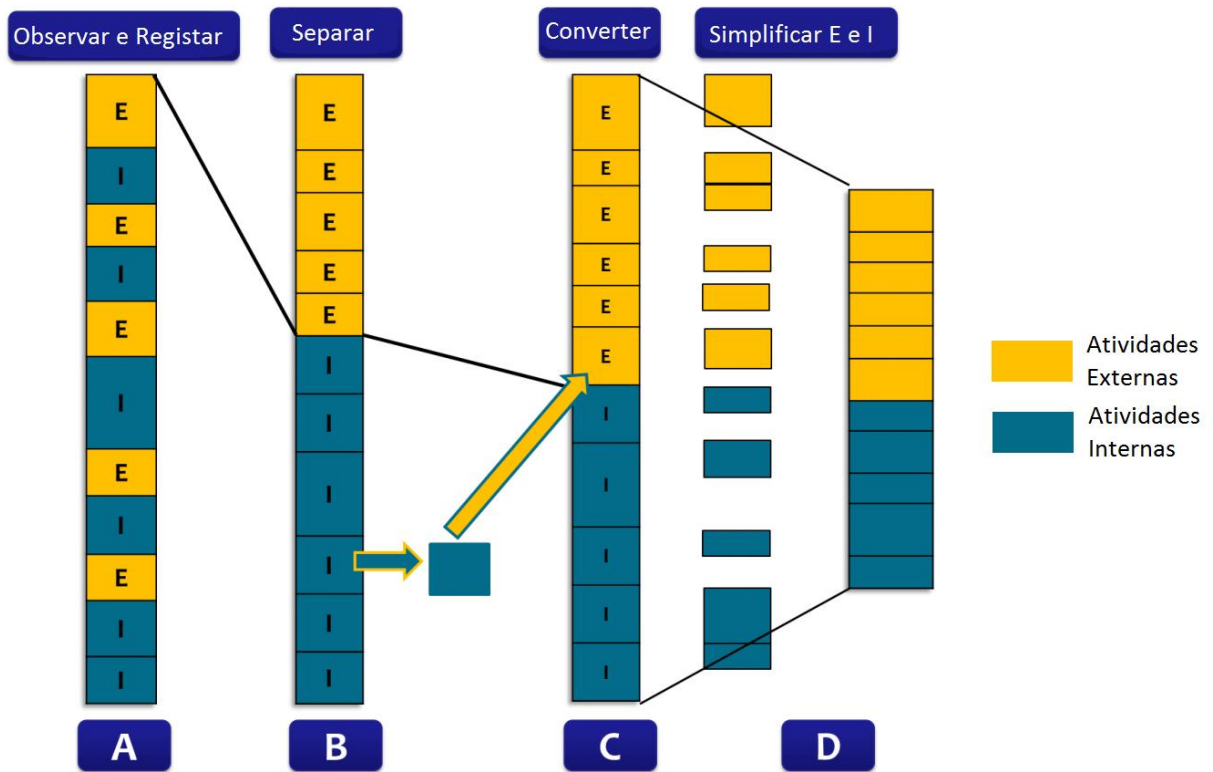 Observar e Registar
Separar
Converter
Simplificar E e I
E
I
E
I
E
I
E
I
E
I
I
E
E
E
E
E
I
I
I
I
I
I
E
E
E
E
E
E
I
I
I
I
I
Atividades
Externas
Atividades
Internas
A
B
C
D